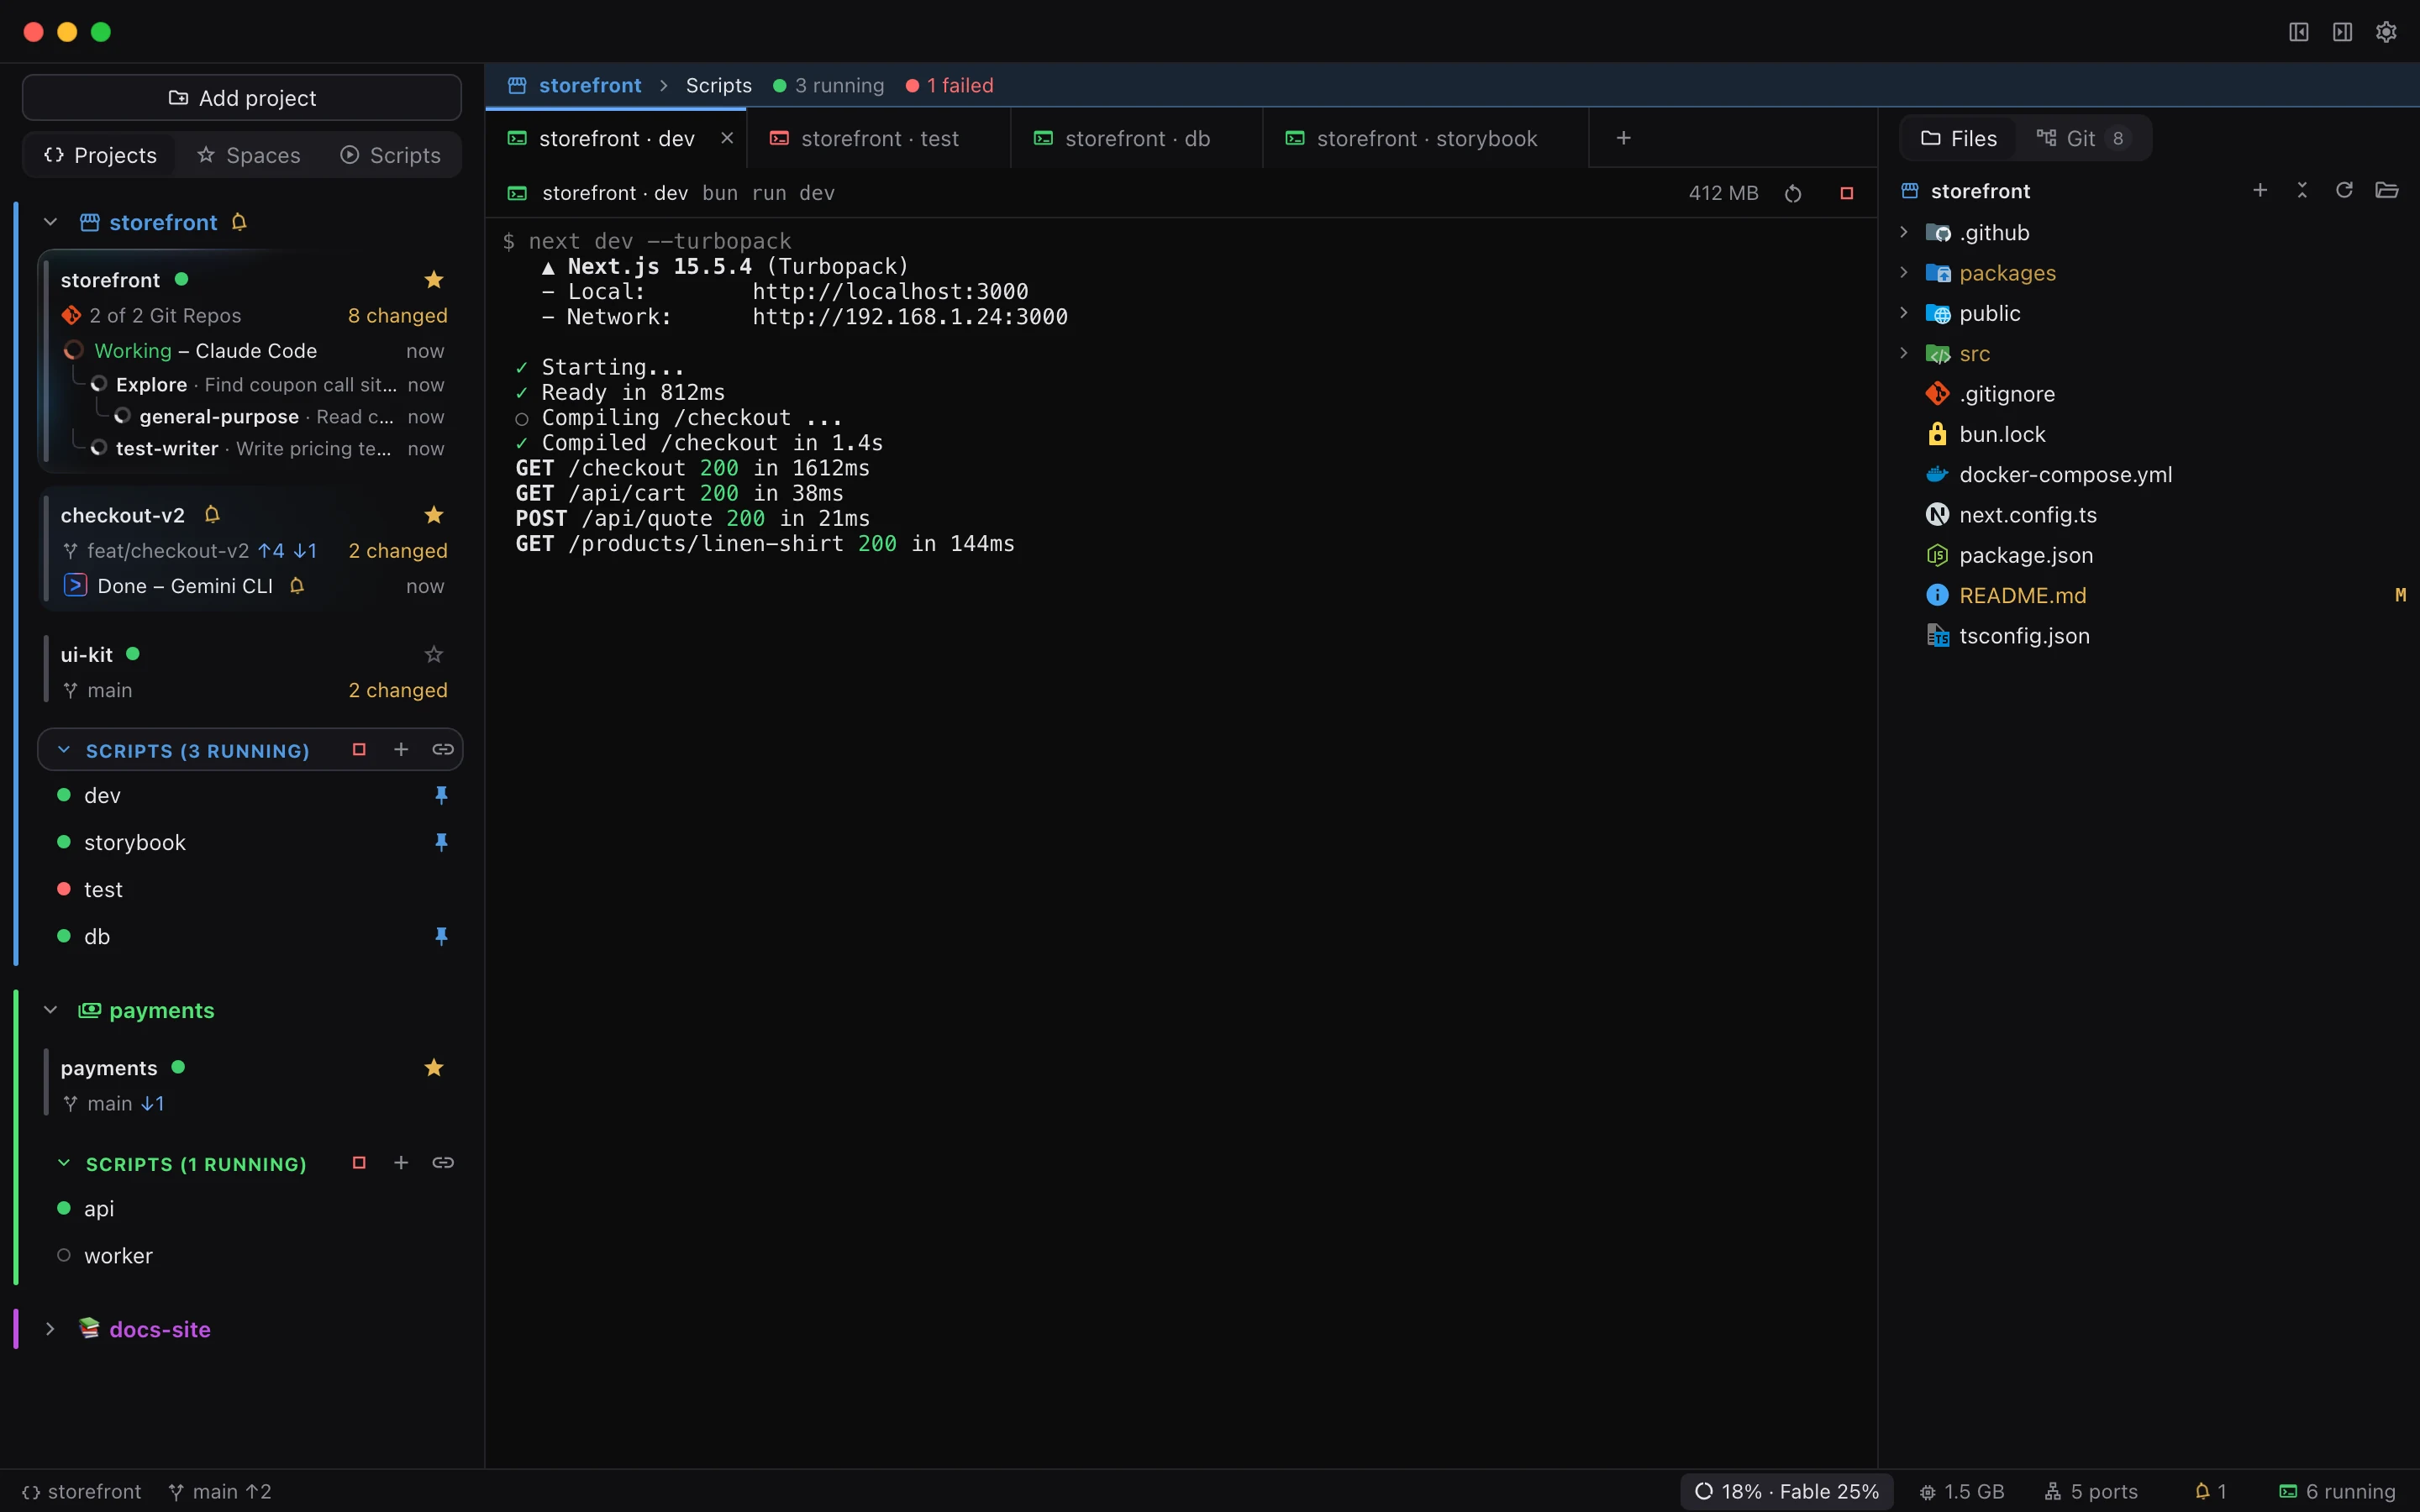 Add project
Projects
Spaces
Scripts
storefront
storefront
2 of 2 Git Repos
8 changed
Working – Claude Code
now
Explore · Find coupon call sit...
now
general-purpose · Read c...
now
test-writer · Write pricing te...
now
checkout-v2
feat/checkout-v2 ↑4 ↓1
2 changed
Done – Gemini CLI
now
ui-kit
main
2 changed
SCRIPTS (3 RUNNING)
dev
storybook
test
db
payments
payments
main ↓1
SCRIPTS (1 RUNNING)
api
worker
docs-site
storefront > Scripts 3 running 1 failed
storefront · dev
storefront · test
storefront · db
storefront · storybook
storefront · dev bun run dev
412 MB
$ next dev --turbopack
▲ Next.js 15.5.4 (Turbopack)
- Local: http://localhost:3000
- Network: http://192.168.1.24:3000
✓ Starting...
✓ Ready in 812ms
○ Compiling /checkout ...
✓ Compiled /checkout in 1.4s
GET /checkout 200 in 1612ms
GET /api/cart 200 in 38ms
POST /api/quote 200 in 21ms
GET /products/linen-shirt 200 in 144ms
Files
Git 8
storefront
.github
packages
public
src
.gitignore
bun.lock
docker-compose.yml
next.config.ts
package.json
README.md M
tsconfig.json
storefront
main ↑2
18% · Fable 25%
1.5 GB
5 ports
1
6 running